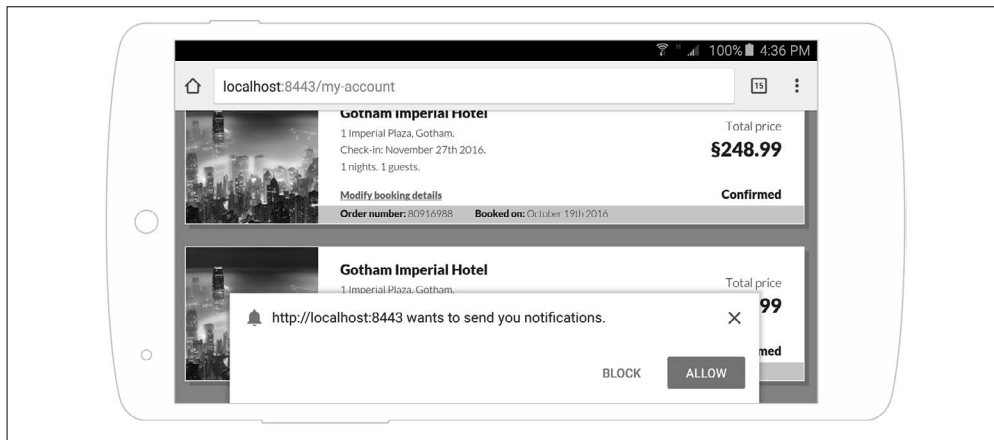 100% 4:36 PM
localhost:8443/my-account
15
Gotham Imperial Hotel
1 Imperial Plaza, Gotham.
Check-in: November 27th 2016.
1 nights. 1 guests.
Total price
§248.99
Modify booking details
Confirmed
Order number: 80916988 Booked on: October 19th 2016
Gotham Imperial Hotel
1 Imperial Plaza, Gotham.
Total price
99
http://localhost:8443 wants to send you notifications.
med
BLOCK
ALLOW